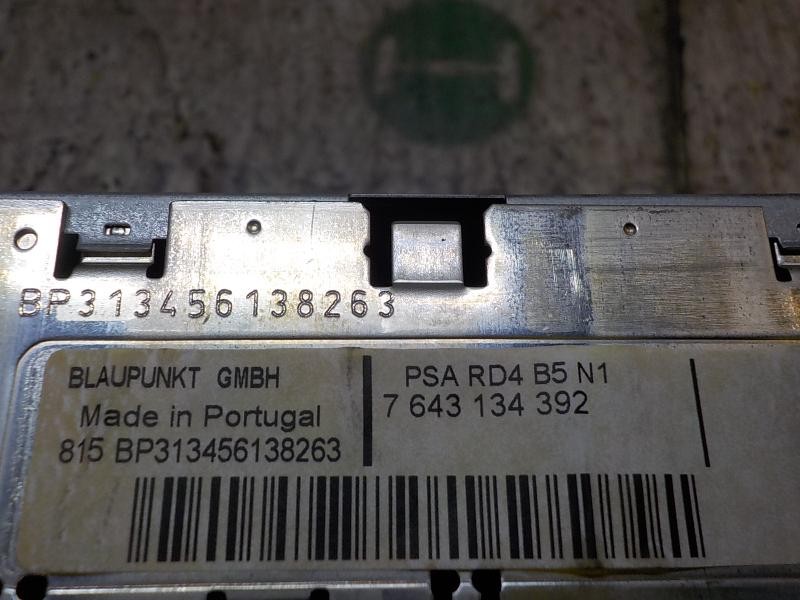 BP313456138263
BLAUPUNKT GMBH
Made in Portugal
815 BP313456138263
PSA RD4 B5 N1
7 643 134 392